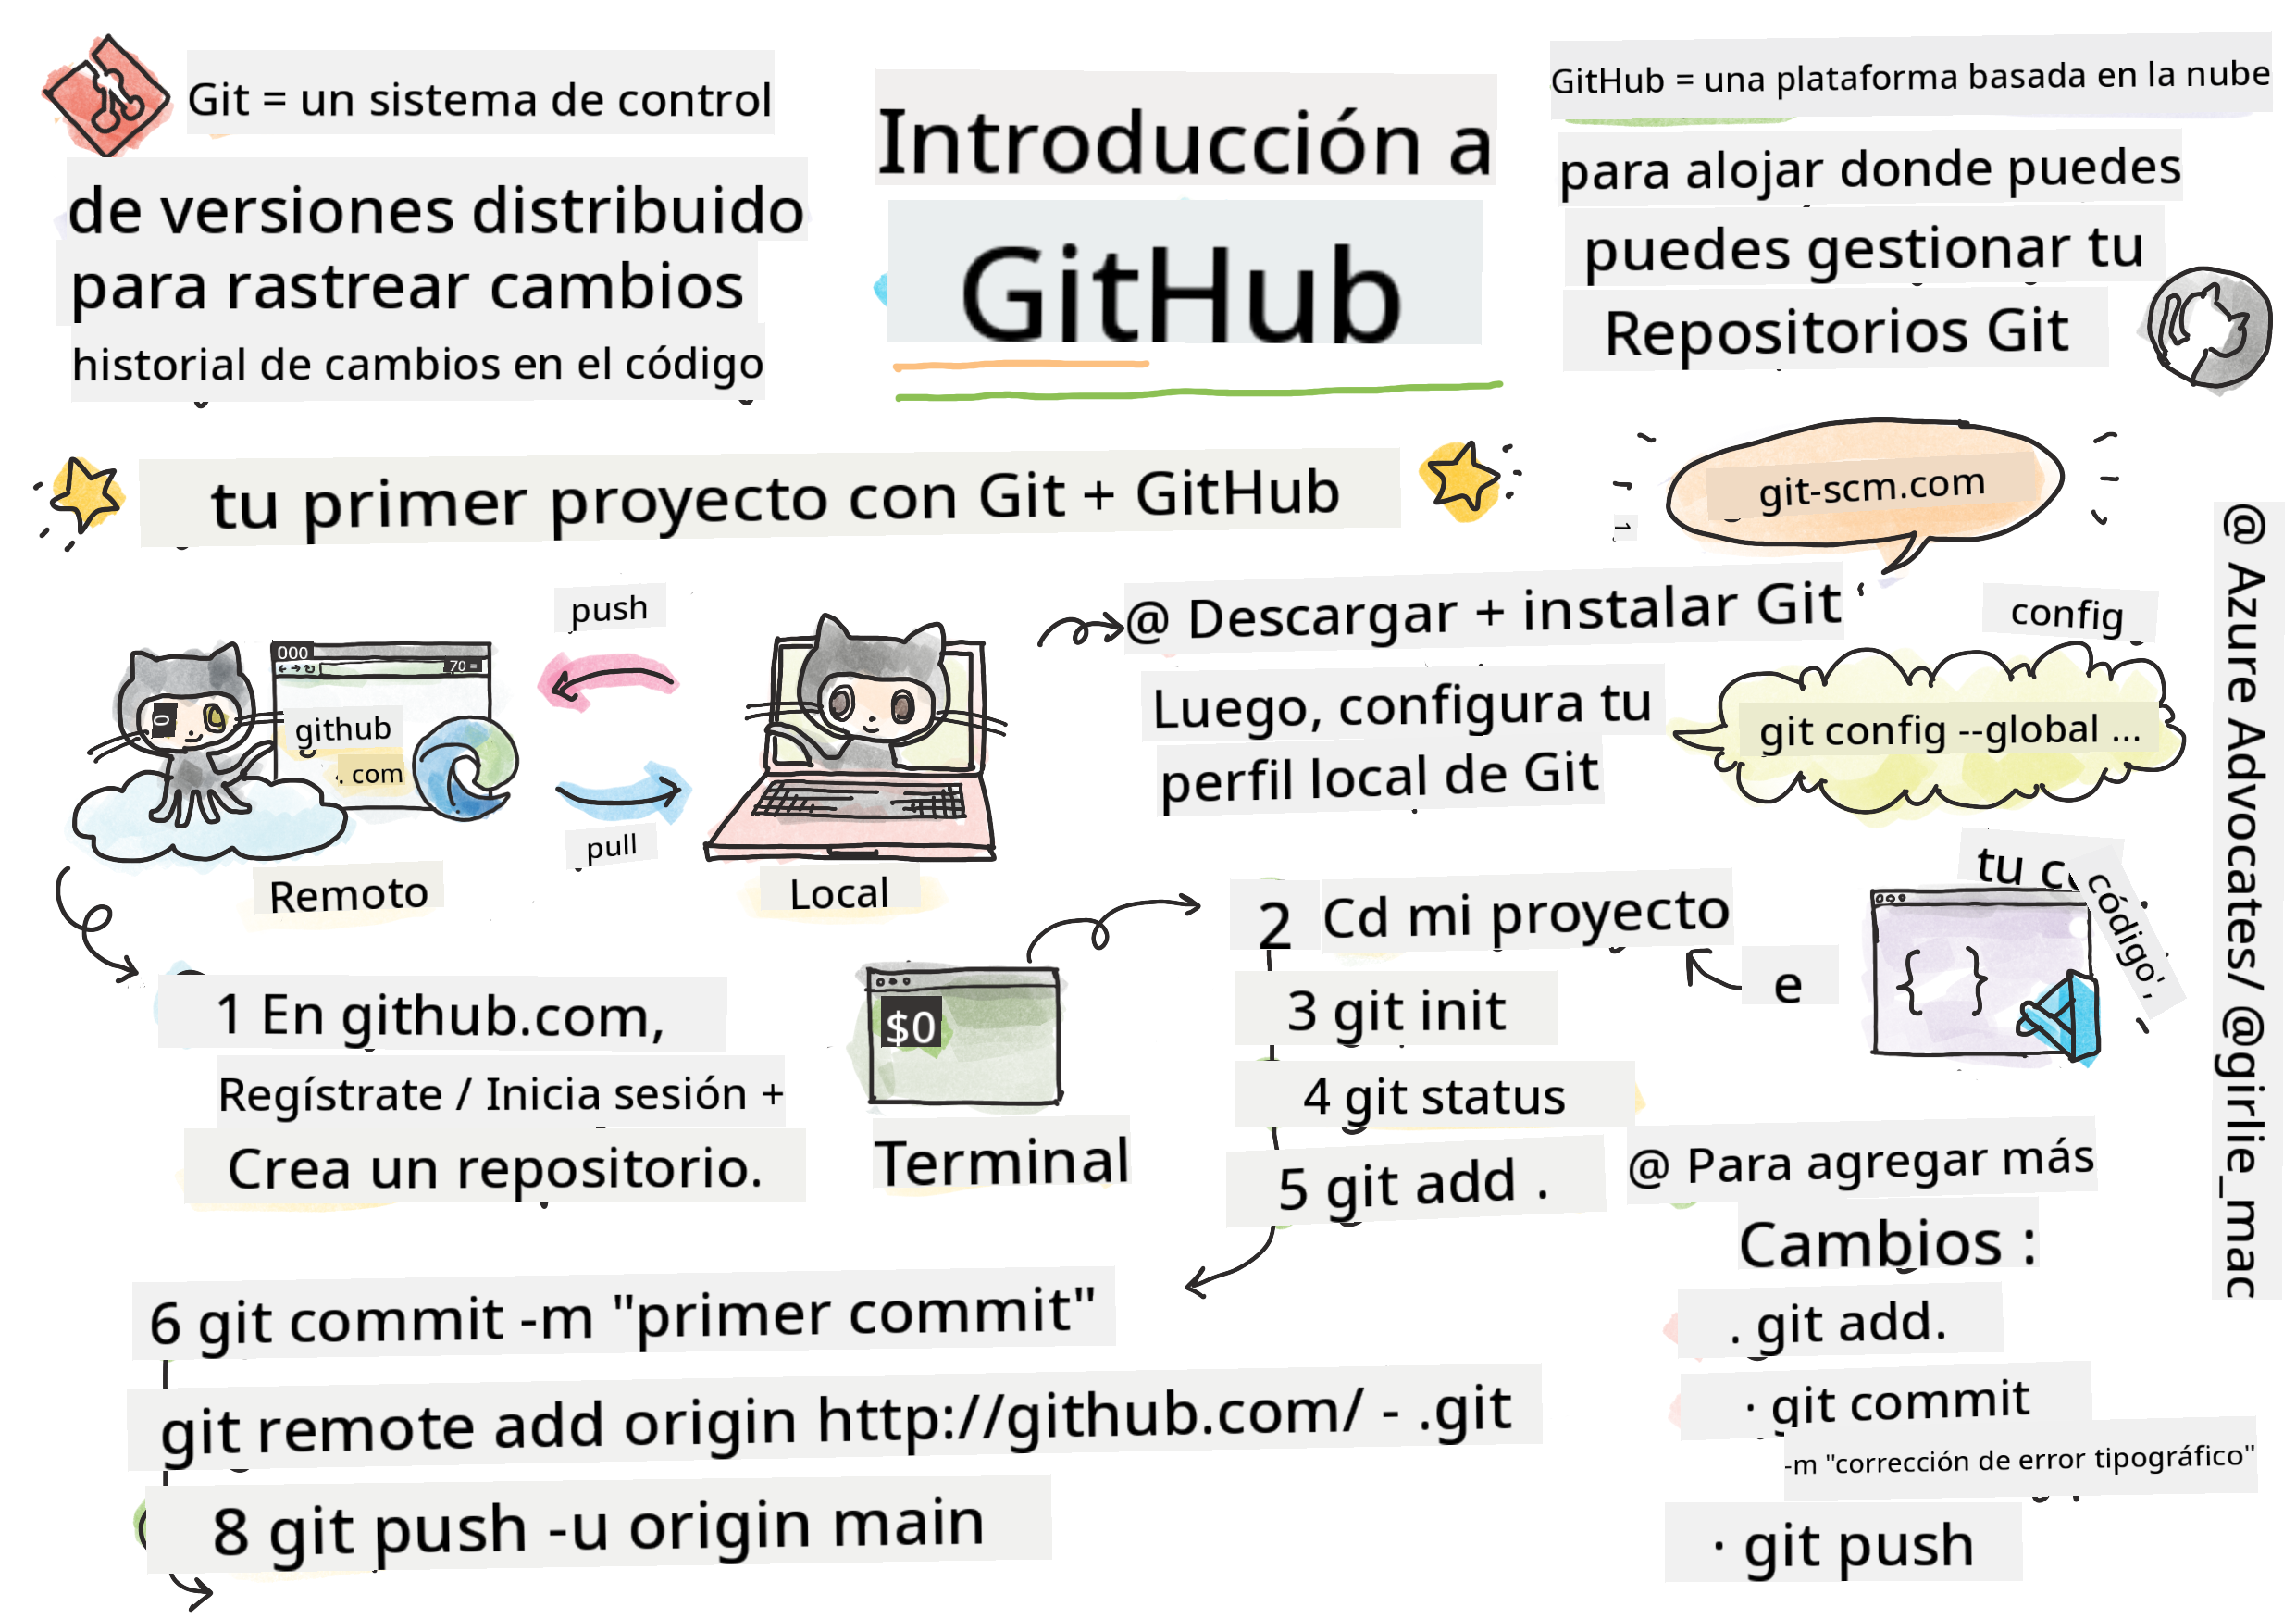 Git = un sistema de control
de versiones distribuido
para rastrear cambios
historial de cambios en el código
Introducción a
GitHub
GitHub = una plataforma basada en la nube
para alojar donde puedes
puedes gestionar tu
Repositorios Git
tu primer proyecto con Git + GitHub
git-scm.com
@ Azure Advocates/ @girlie_mac
push
000
70 =
github
. com
pull
Remoto
Local
@ Descargar + instalar Git
Luego, configura tu
perfil local de Git
config
git config --global ...
1 En github.com,
Regístrate / Inicia sesión +
Crea un repositorio.
$0
Terminal
2 Cd mi proyecto
3 git init
4 git status
5 git add .
e
tu c
código',
{ }
6 git commit -m "primer commit"
git remote add origin http://github.com/ - .git
8 git push -u origin main
@ Para agregar más
Cambios :
. git add.
· git commit
-m "corrección de error tipográfico"
· git push